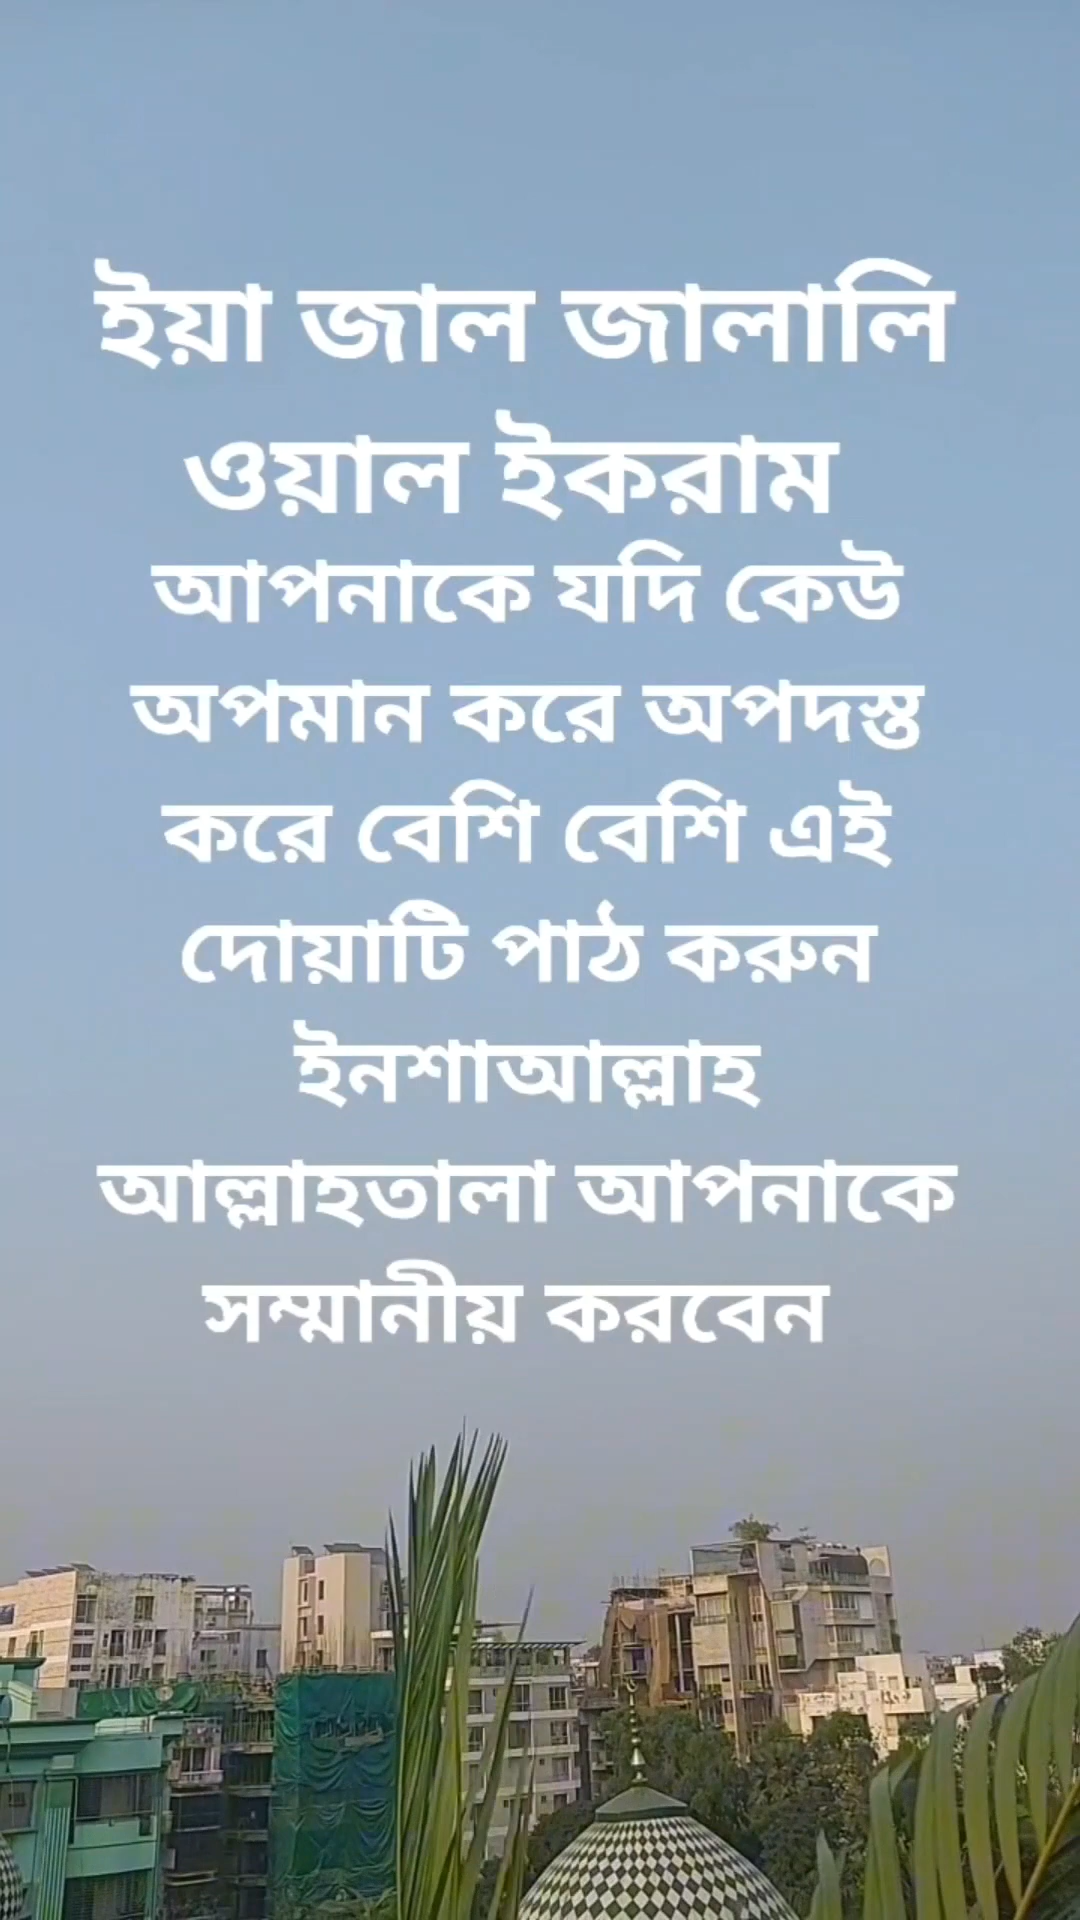 ইয়া জাল জালালি
ওয়াল ইকরাম
আপনাকে যদি কেউ
অপমান করে অপদস্ত
করে বেশি বেশি এই
দোয়াটি পাঠ করুন
ইনশাআল্লাহ
আল্লাহতালা আপনাকে
সম্মানীয় করবেন